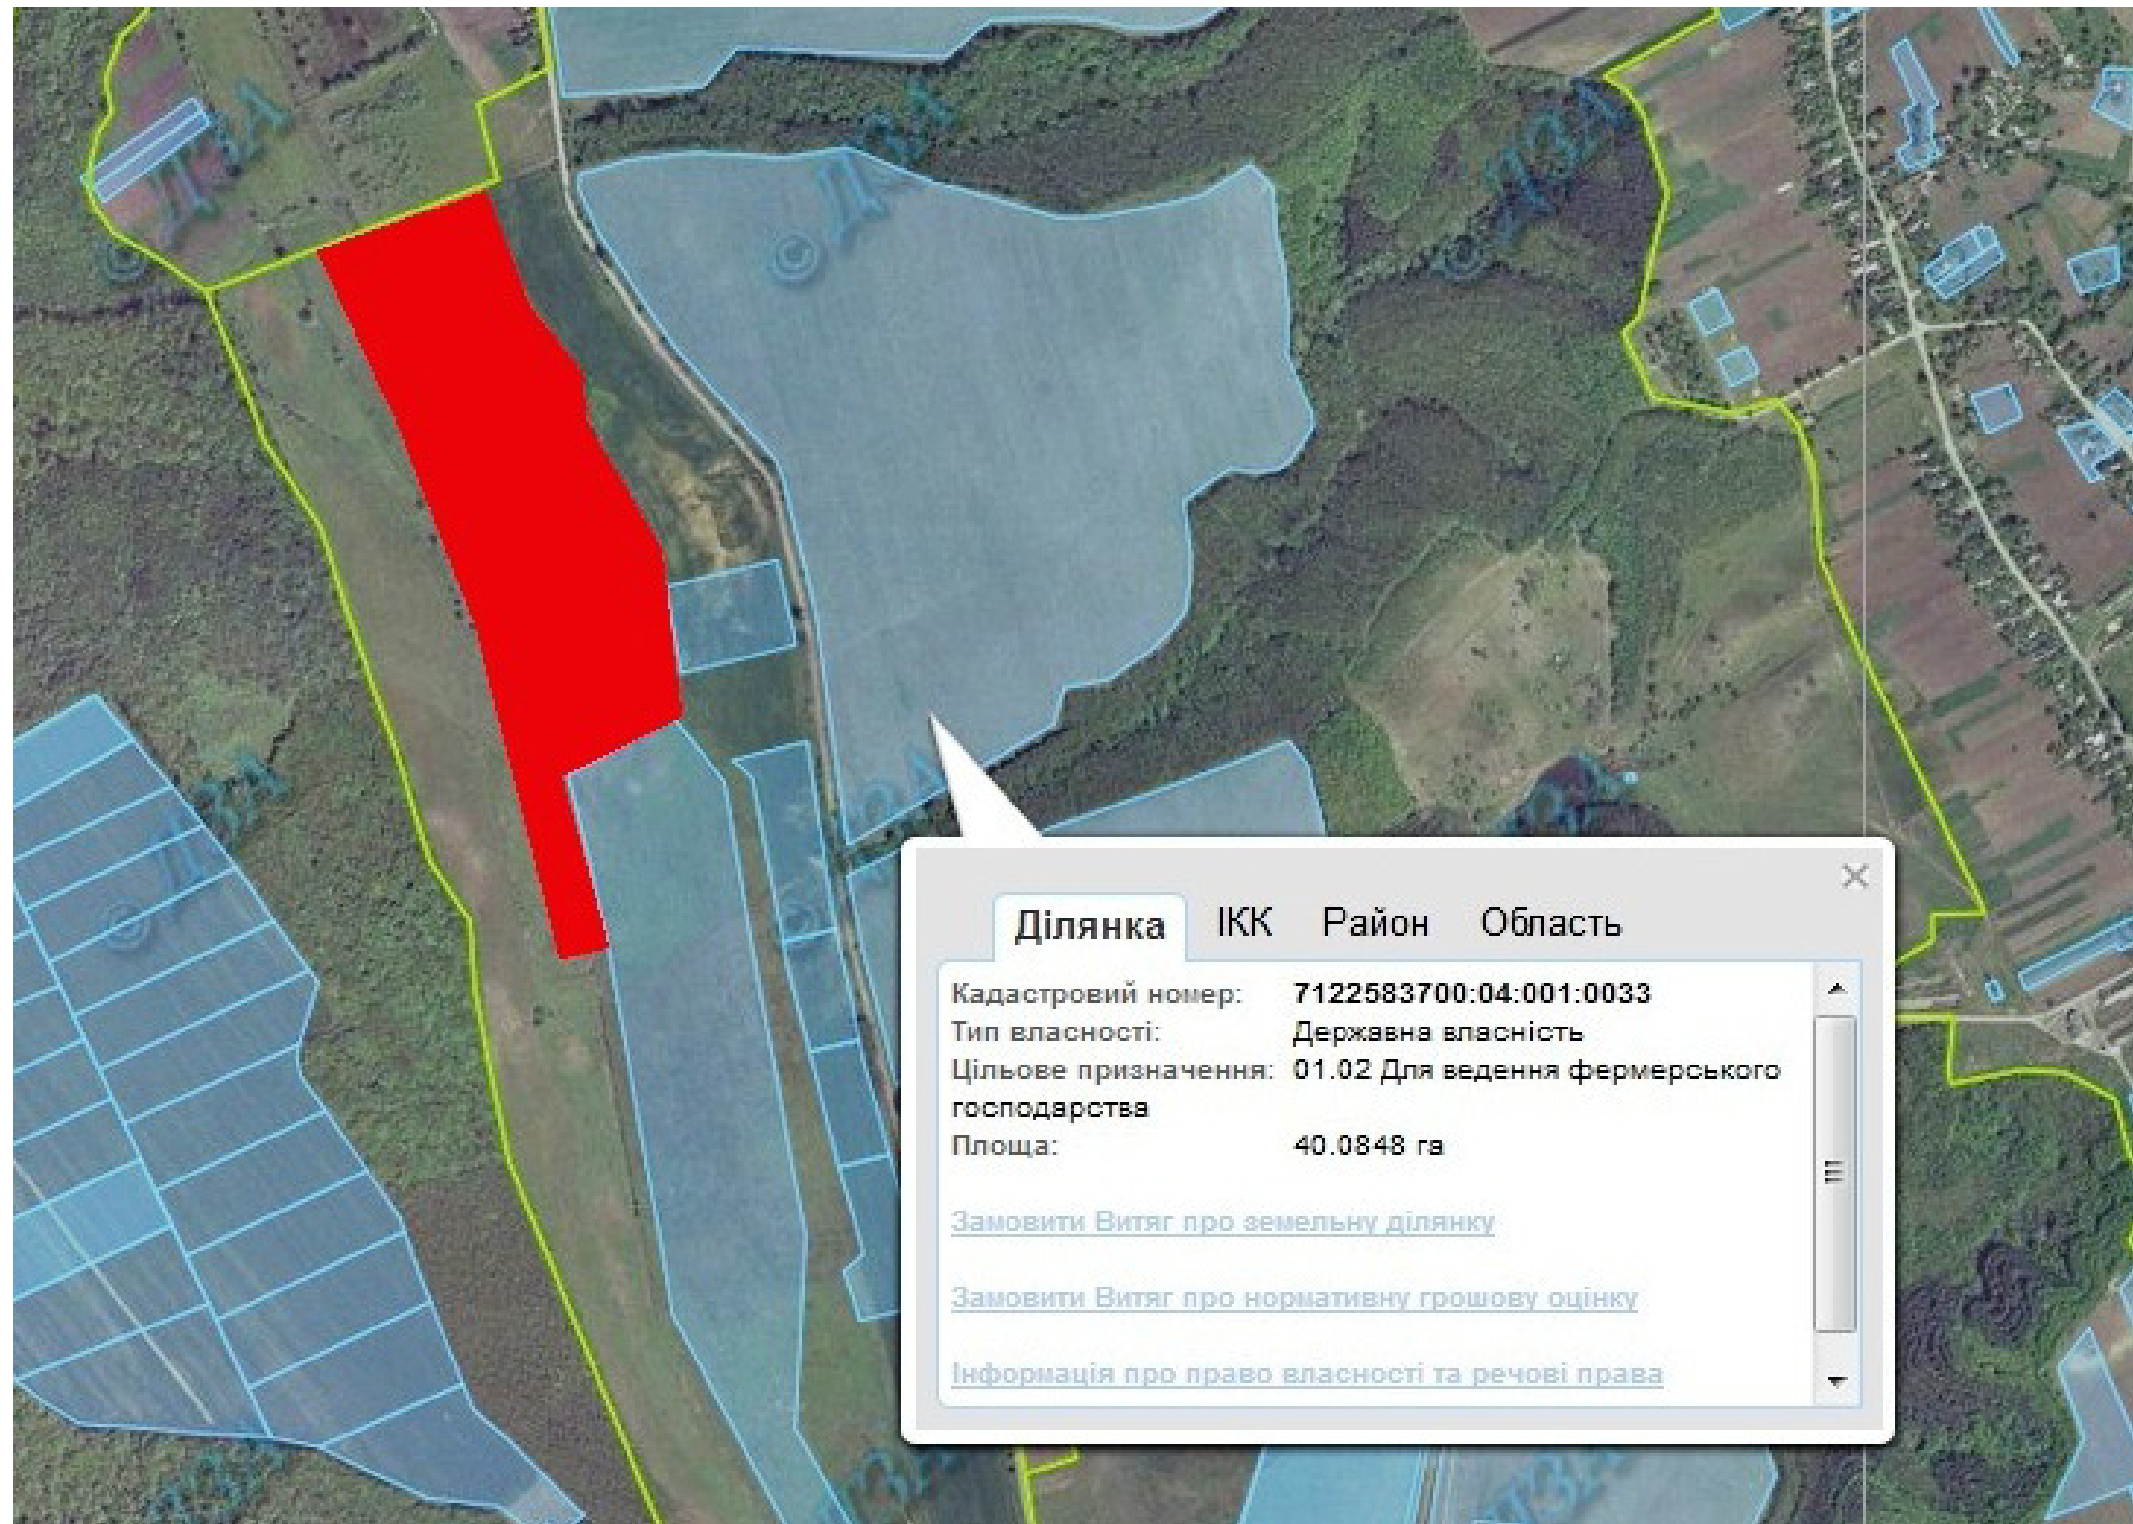 Ділянка ІКК Район Область
Кадастровий номер: 7122583700:04:001:0033
Тип власності: Державна власність
Цільове призначення: 01.02 Для ведення фермерського
господарства
Площа: 40.0848 га
Замовити Витяг про земельну ділянку
Замовити Витяг про нормативну грошову оцінку
Інформація про право власності та речові права